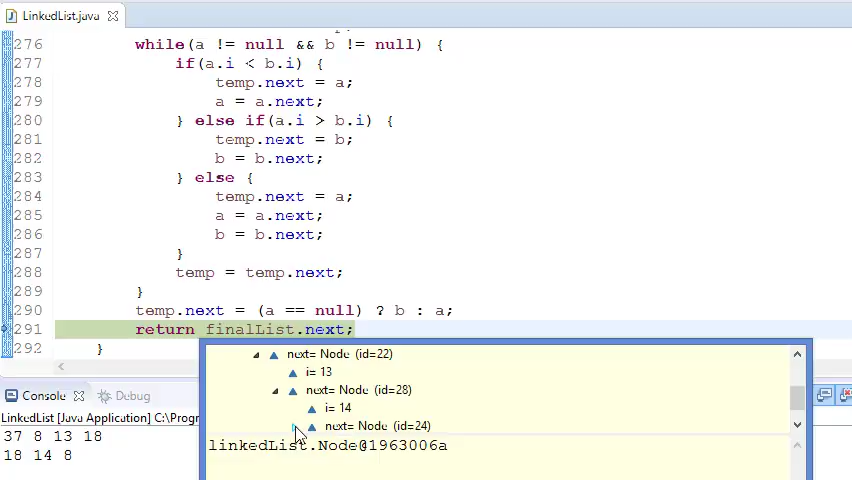 LinkedList.java
276 while(a != null && b != null) {
277 if(a.i < b.i) {
278 temp.next = a;
279 a = a.next;
280 } else if(a.i > b.i) {
281 temp.next = b;
282 b = b.next;
283 } else {
284 temp.next = a;
285 a = a.next;
286 b = b.next;
287 }
288 temp = temp.next;
289 }
290 temp.next = (a == null) ? b : a;
291 return finalList.next;
292 }
next= Node (id=22)
i= 13
next= Node (id=28)
i= 14
next= Node (id=24)
linkedList.Node@1963006a
Console Debug
LinkedList [Java Application] C:\Progr
37 8 13 18
18 14 8